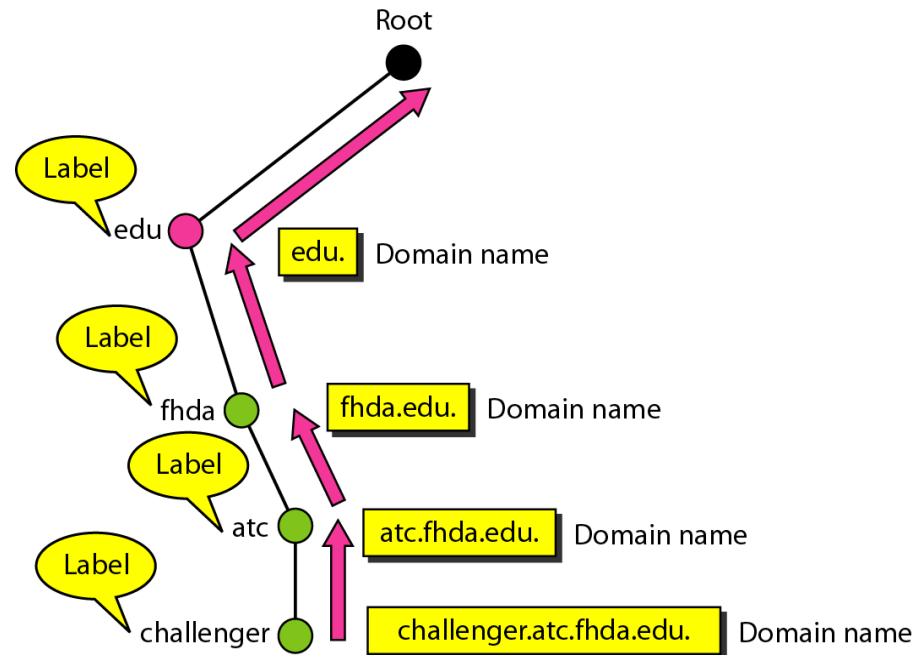 Root
Label
edu
edu. Domain name
Label
fhda
fhda.edu. Domain name
Label
atc
atc.fhda.edu. Domain name
Label
challenger
challenger.atc.fhda.edu. Domain name